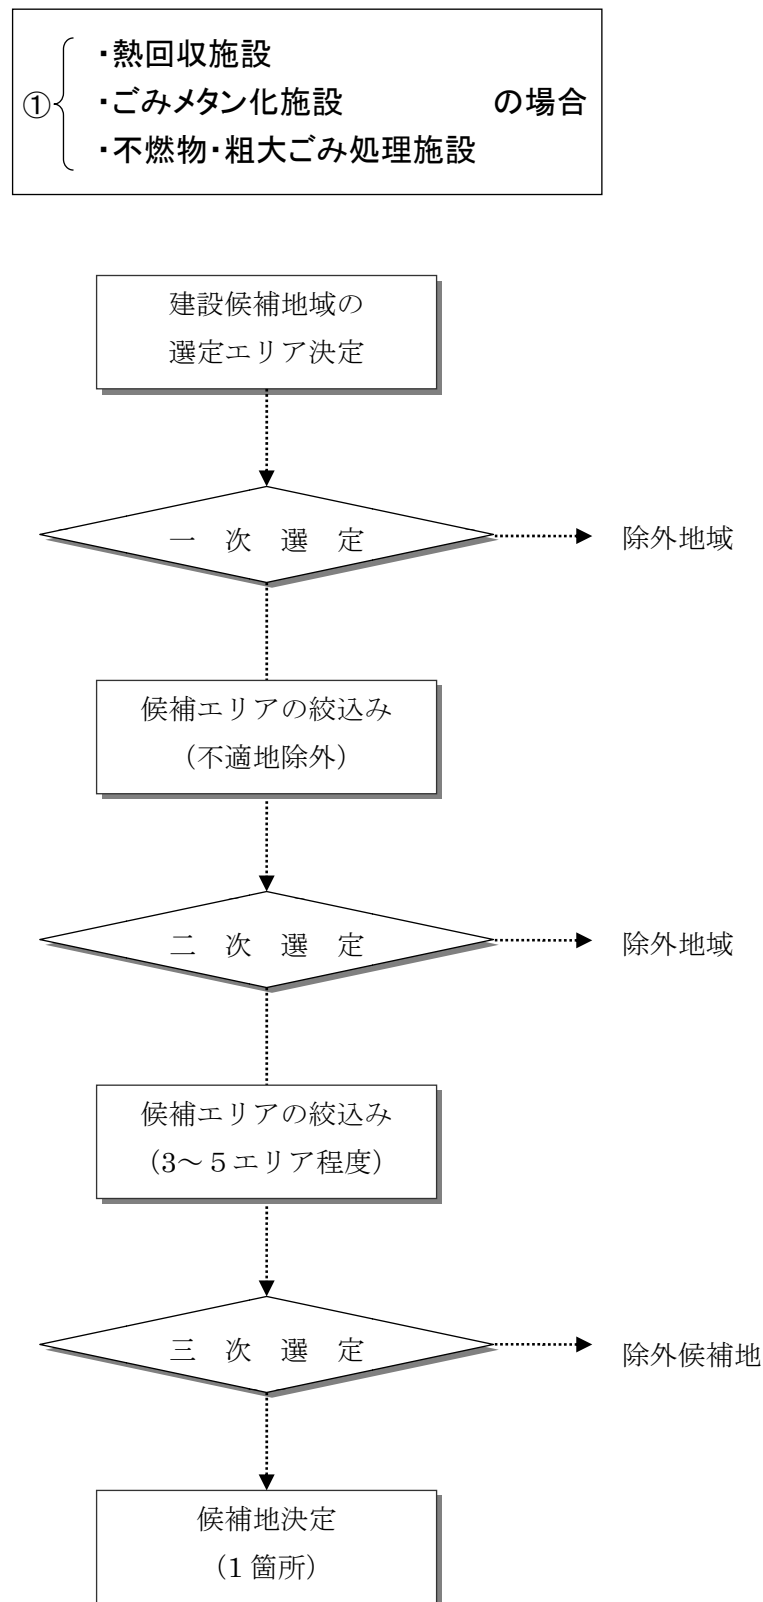 ①
・熱回収施設
・ごみメタン化施設 の場合
・不燃物・粗大ごみ処理施設
建設候補地域の
選定エリア決定
一 次 選 定
除外地域
候補エリアの絞込み
（不適地除外）
二 次 選 定
除外地域
候補エリアの絞込み
（3～５エリア程度）
三 次 選 定
除外候補地
候補地決定
（1 箇所）